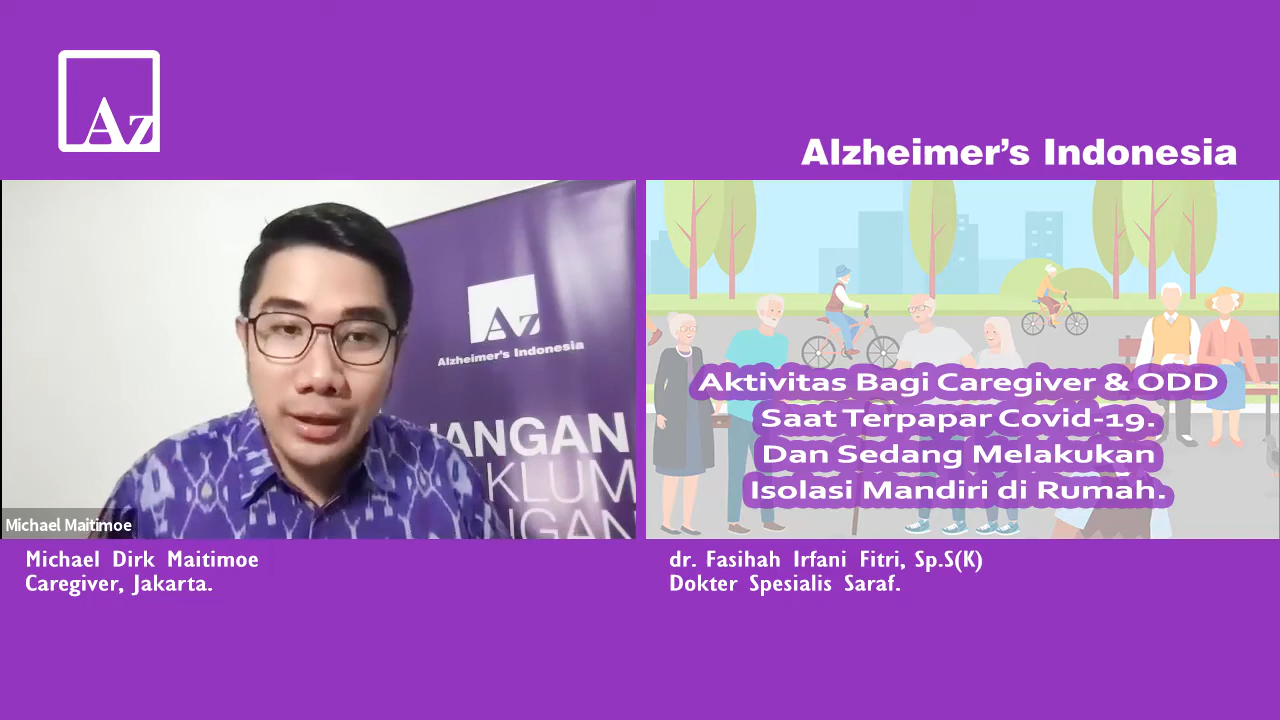 Az
Alzheimer's Indonesia
Az
Alzheimer's Indonesia
JANGAN
KLUM
NGAN
Michael Maitimoe
Aktivitas Bagi Caregiver & ODD
Saat Terpapar Covid-19.
Dan Sedang Melakukan
Isolasi Mandiri di Rumah.
Michael Dirk Maitimoe
Caregiver, Jakarta.
dr. Fasihah Irfani Fitri, Sp.S(K)
Dokter Spesialis Saraf.